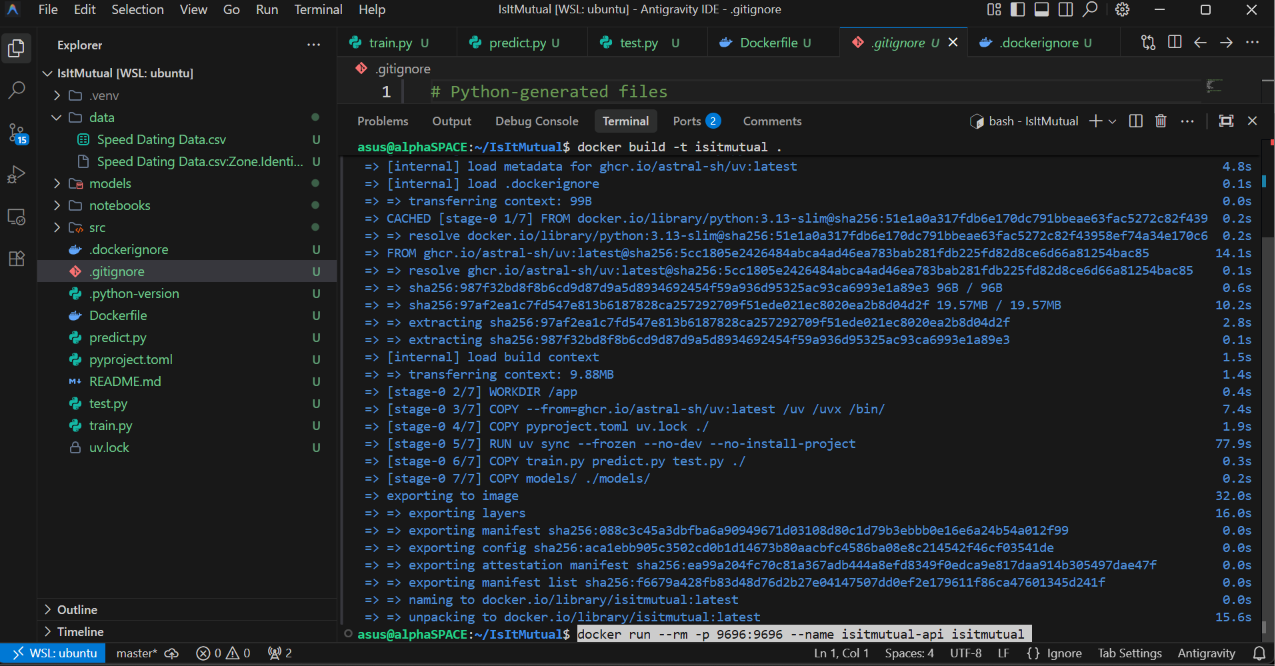 File Edit Selection View Go Run Terminal Help
IsItMutual [WSL: ubuntu] - Antigravity IDE - .gitignore
Explorer
IsItMutual [WSL: ubuntu]
.venv
data
Speed Dating Data.csv U
Speed Dating Data.csv:Zone.Identi... U
models
notebooks
src
.dockerignore U
.gitignore U
.python-version U
Dockerfile U
predict.py U
pyproject.toml U
README.md U
test.py U
train.py U
uv.lock U
Outline
Timeline
15
train.py U predict.py U test.py U Dockerfile U .gitignore U .dockerignore U
.gitignore
1 # Python-generated files
Problems Output Debug Console Terminal Ports 2 Comments
bash - IsItMutual
asus@alphaSPACE:~/IsItMutual$ docker build -t isitmutual .
=> [internal] load metadata for ghcr.io/astral-sh/uv:latest 4.8s
=> [internal] load .dockerignore 0.1s
=> => transferring context: 99B 0.0s
=> CACHED [stage-0 1/7] FROM docker.io/library/python:3.13-slim@sha256:51e1a0a317fdb6e170dc791bbeae63fac5272c82f439 0.2s
=> => resolve docker.io/library/python:3.13-slim@sha256:51e1a0a317fdb6e170dc791bbeae63fac5272c82f43958ef74a34e170c6 0.2s
=> FROM ghcr.io/astral-sh/uv:latest@sha256:5cc1805e2426484abca4ad46ea783bab281fdb225fd82d8ce6d66a81254bac85 14.1s
=> => resolve ghcr.io/astral-sh/uv:latest@sha256:5cc1805e2426484abca4ad46ea783bab281fdb225fd82d8ce6d66a81254bac85 0.1s
=> => sha256:987f32bd8f8b6cd9d87d9a5d8934692454f59a936d95325ac93ca6993e1a89e3 96B / 96B 0.6s
=> => sha256:97af2ea1c7fd547e813b6187828ca257292709f51ede021ec8020ea2b8d04d2f 19.57MB / 19.57MB 10.2s
=> => extracting sha256:97af2ea1c7fd547e813b6187828ca257292709f51ede021ec8020ea2b8d04d2f 2.8s
=> => extracting sha256:987f32bd8f8b6cd9d87d9a5d8934692454f59a936d95325ac93ca6993e1a89e3 0.1s
=> [internal] load build context 1.5s
=> => transferring context: 9.88MB 1.4s
=> [stage-0 2/7] WORKDIR /app 0.4s
=> [stage-0 3/7] COPY --from=ghcr.io/astral-sh/uv:latest /uv /uvx /bin/ 7.4s
=> [stage-0 4/7] COPY pyproject.toml uv.lock ./ 1.9s
=> [stage-0 5/7] RUN uv sync --frozen --no-dev --no-install-project 77.9s
=> [stage-0 6/7] COPY train.py predict.py test.py ./ 0.3s
=> [stage-0 7/7] COPY models/ ./models/ 0.2s
=> exporting to image 32.0s
=> => exporting layers 16.0s
=> => exporting manifest sha256:088c3c45a3dbfba6a90949671d03108d80c1d79b3ebbb0e16e6a24b54a012f99 0.0s
=> => exporting config sha256:aca1ebb905c3502cd0b1d14673b80aacbfc4586ba08e8c214542f46cf03541de 0.0s
=> => exporting attestation manifest sha256:ea99a204fc70c81a367adb444a8efd8349f0edca9e817daa914b305497dae47f 0.0s
=> => exporting manifest list sha256:f6679a428fb83d48d76d2b27e04147507dd0ef2e179611f86ca47601345d241f 0.0s
=> => naming to docker.io/library/isitmutual:latest 0.0s
=> => unpacking to docker.io/library/isitmutual:latest 15.6s
asus@alphaSPACE:~/IsItMutual$ docker run --rm -p 9696:9696 --name isitmutual-api isitmutual
WSL: ubuntu master* 0 0 2 Ln 1, Col 1 Spaces: 4 UTF-8 LF {} Ignore Tab Settings Antigravity